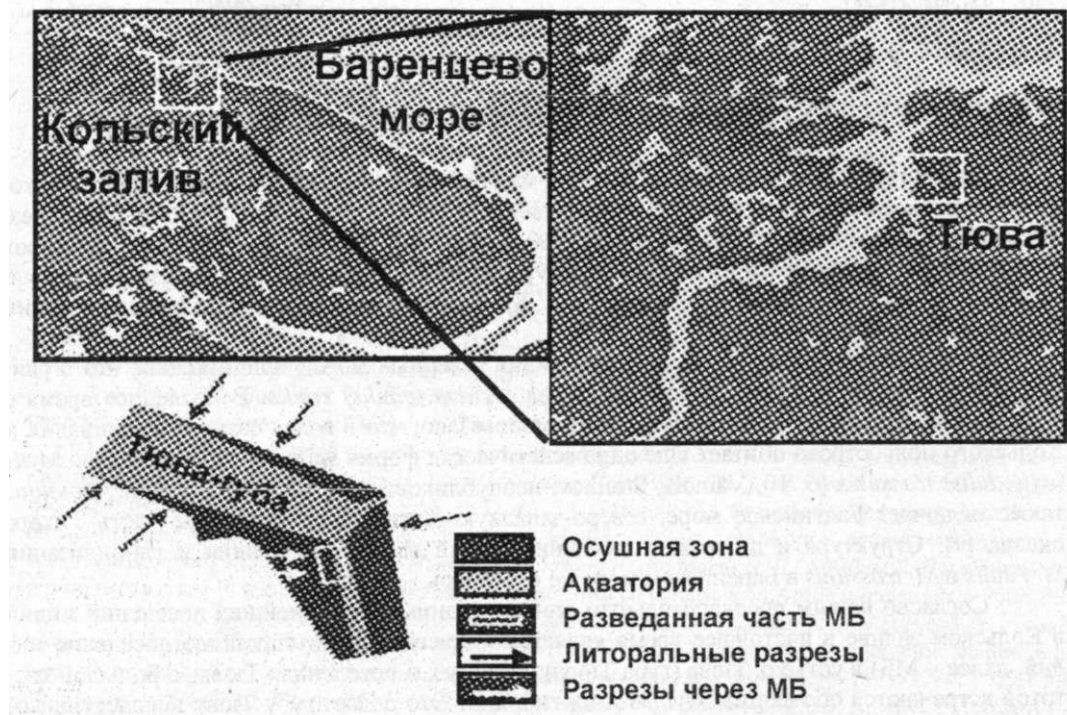 Баренцево
море
Кольский
залив
Тюва
Тюва-губа
Осушная зона
Акватория
Разведанная часть МБ
Литоральные разрезы
Разрезы через МБ